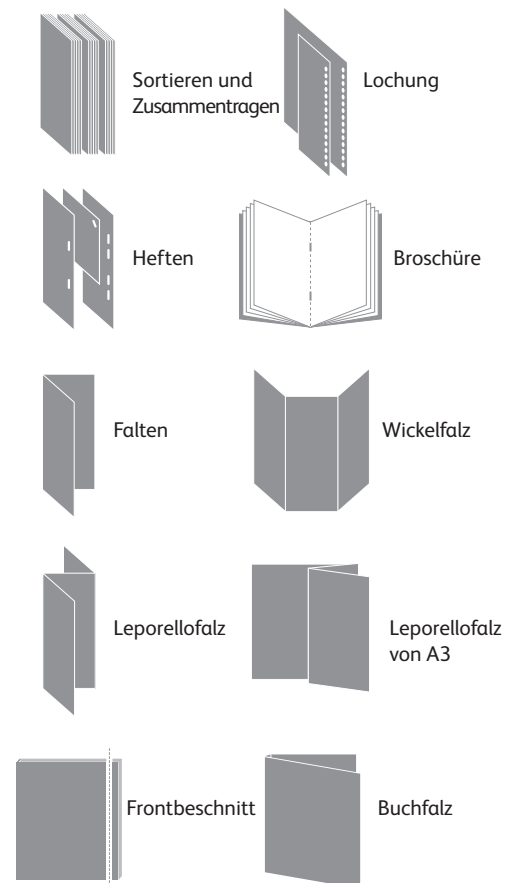 Sortieren und
Zusammentragen
Lochung
Heften
Broschüre
Falten
Wickelfalz
Leporellofalz
Leporellofalz
von A3
Frontbeschnitt
Buchfalz